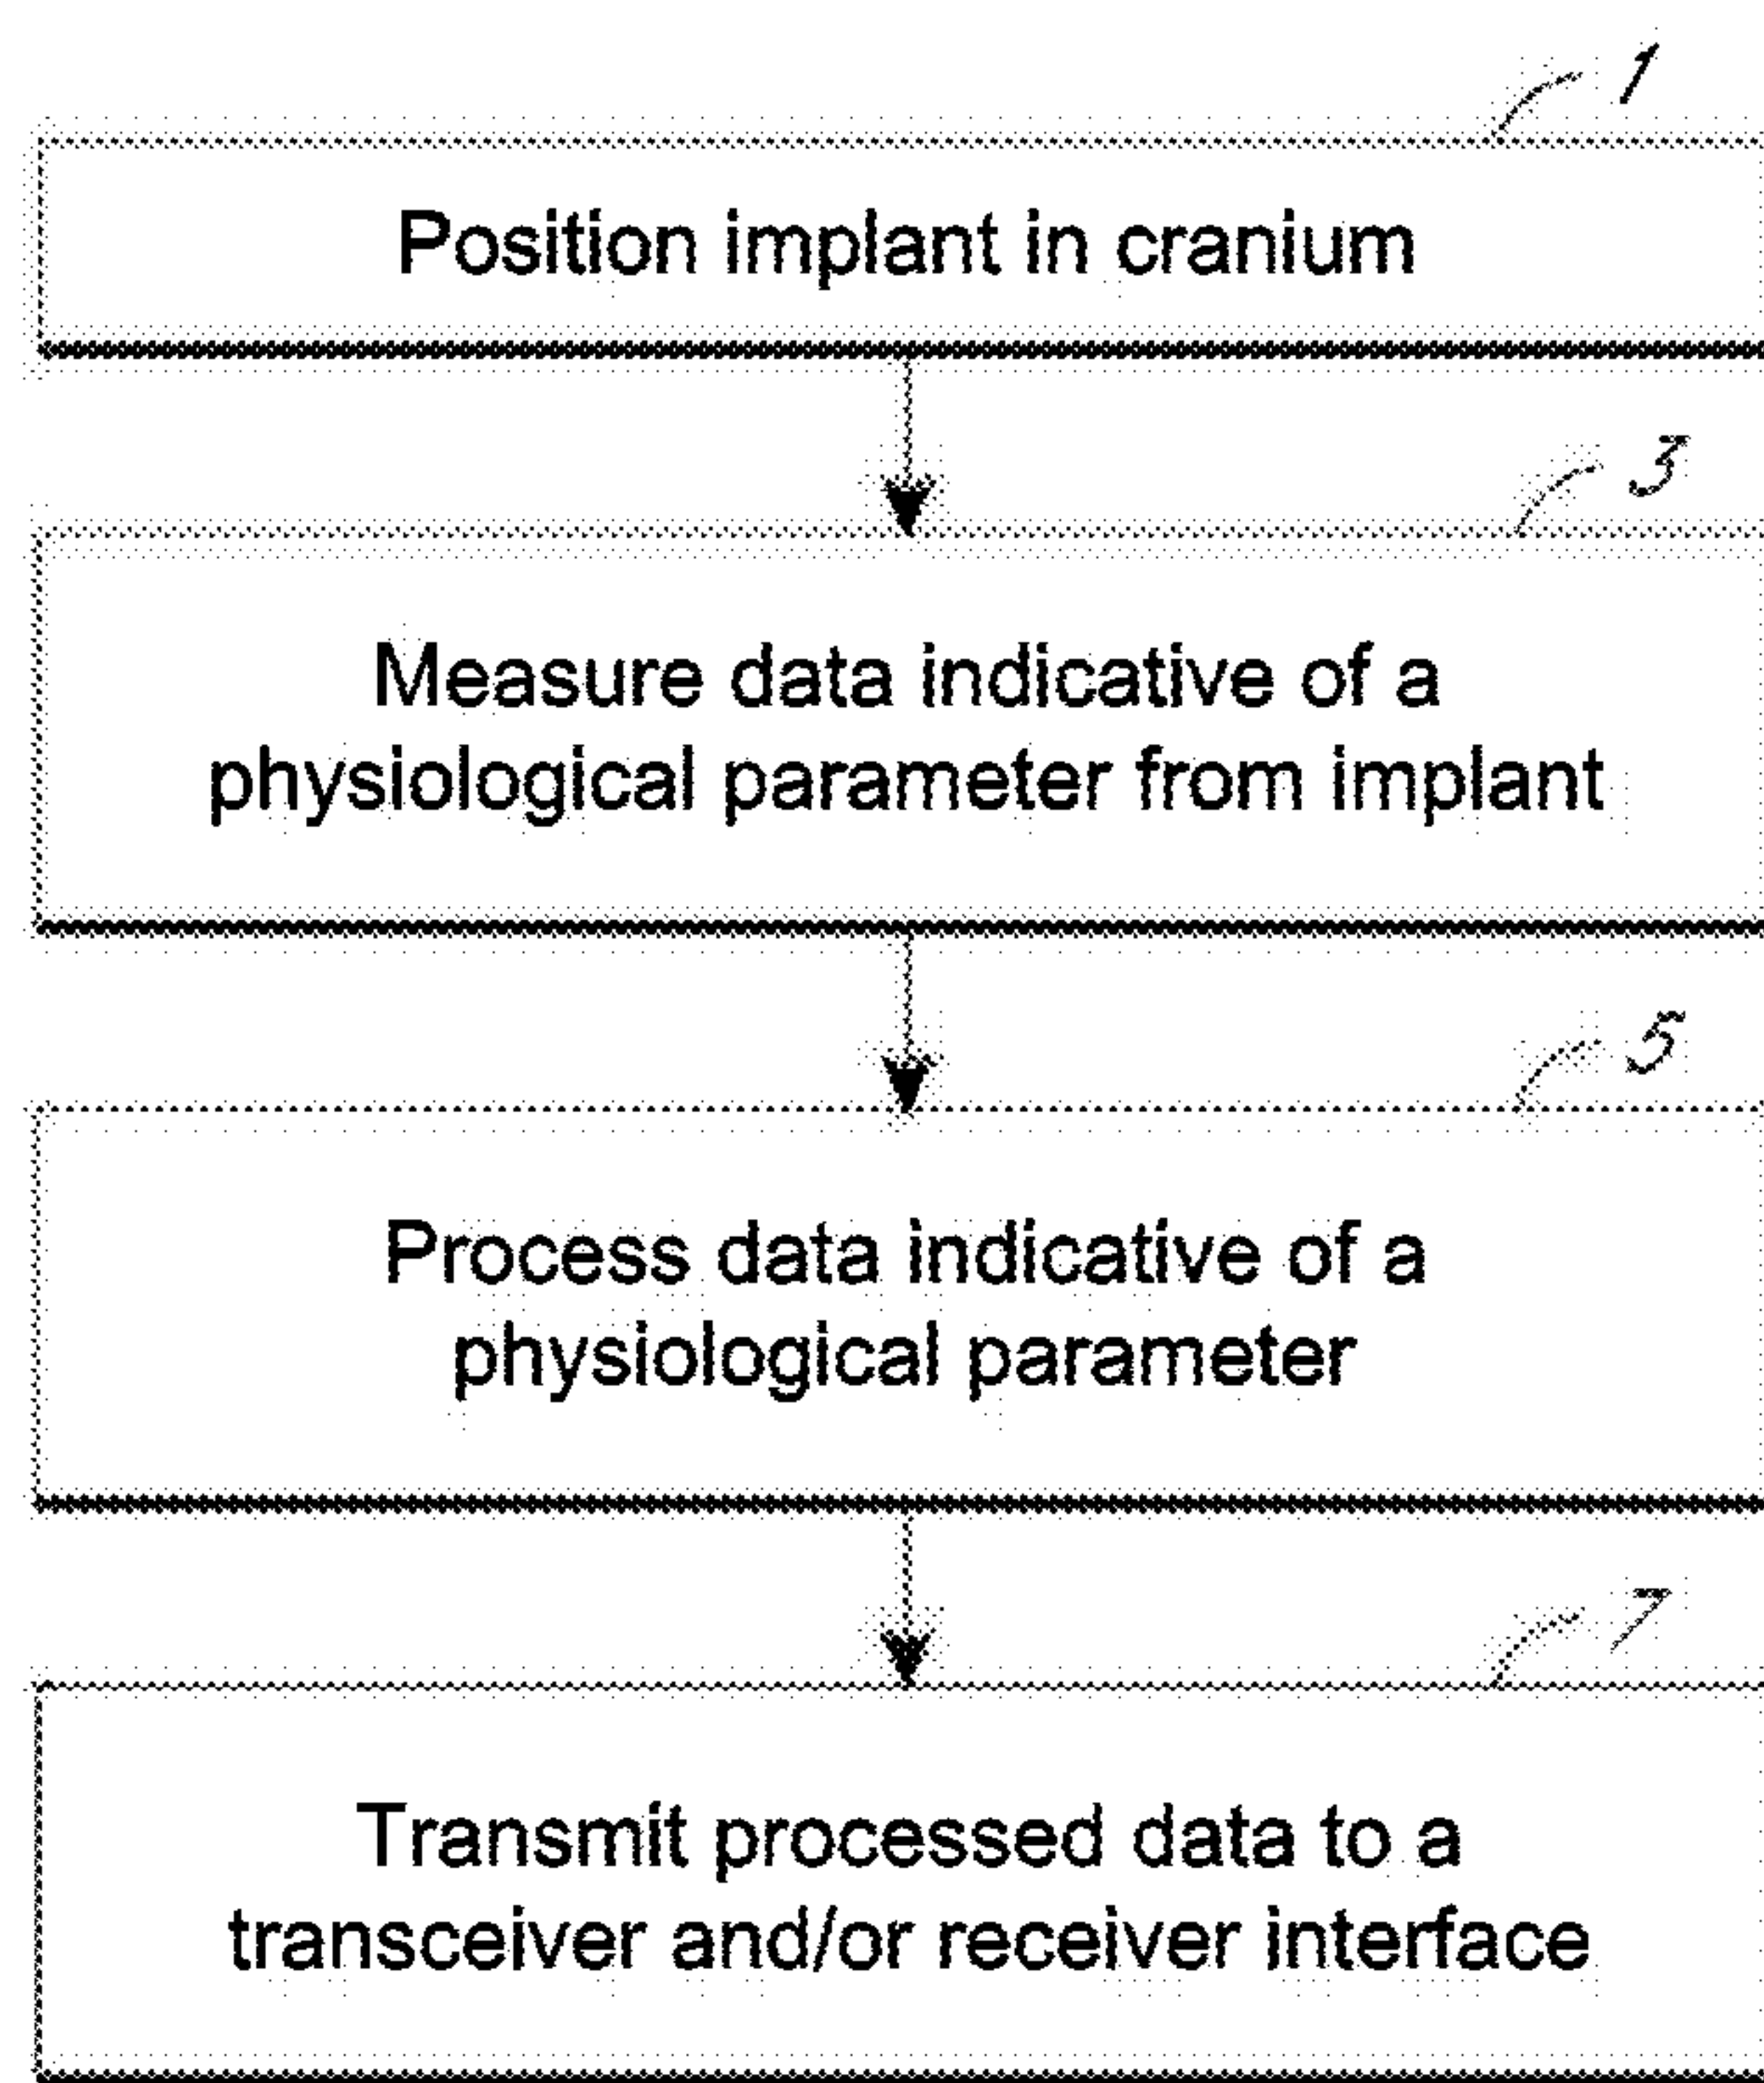 1
Position implant in cranium
3
Measure data indicative of a
physiological parameter from implant
5
Process data indicative of a
physiological parameter
7
Transmit processed data to a
transceiver and/or receiver interface